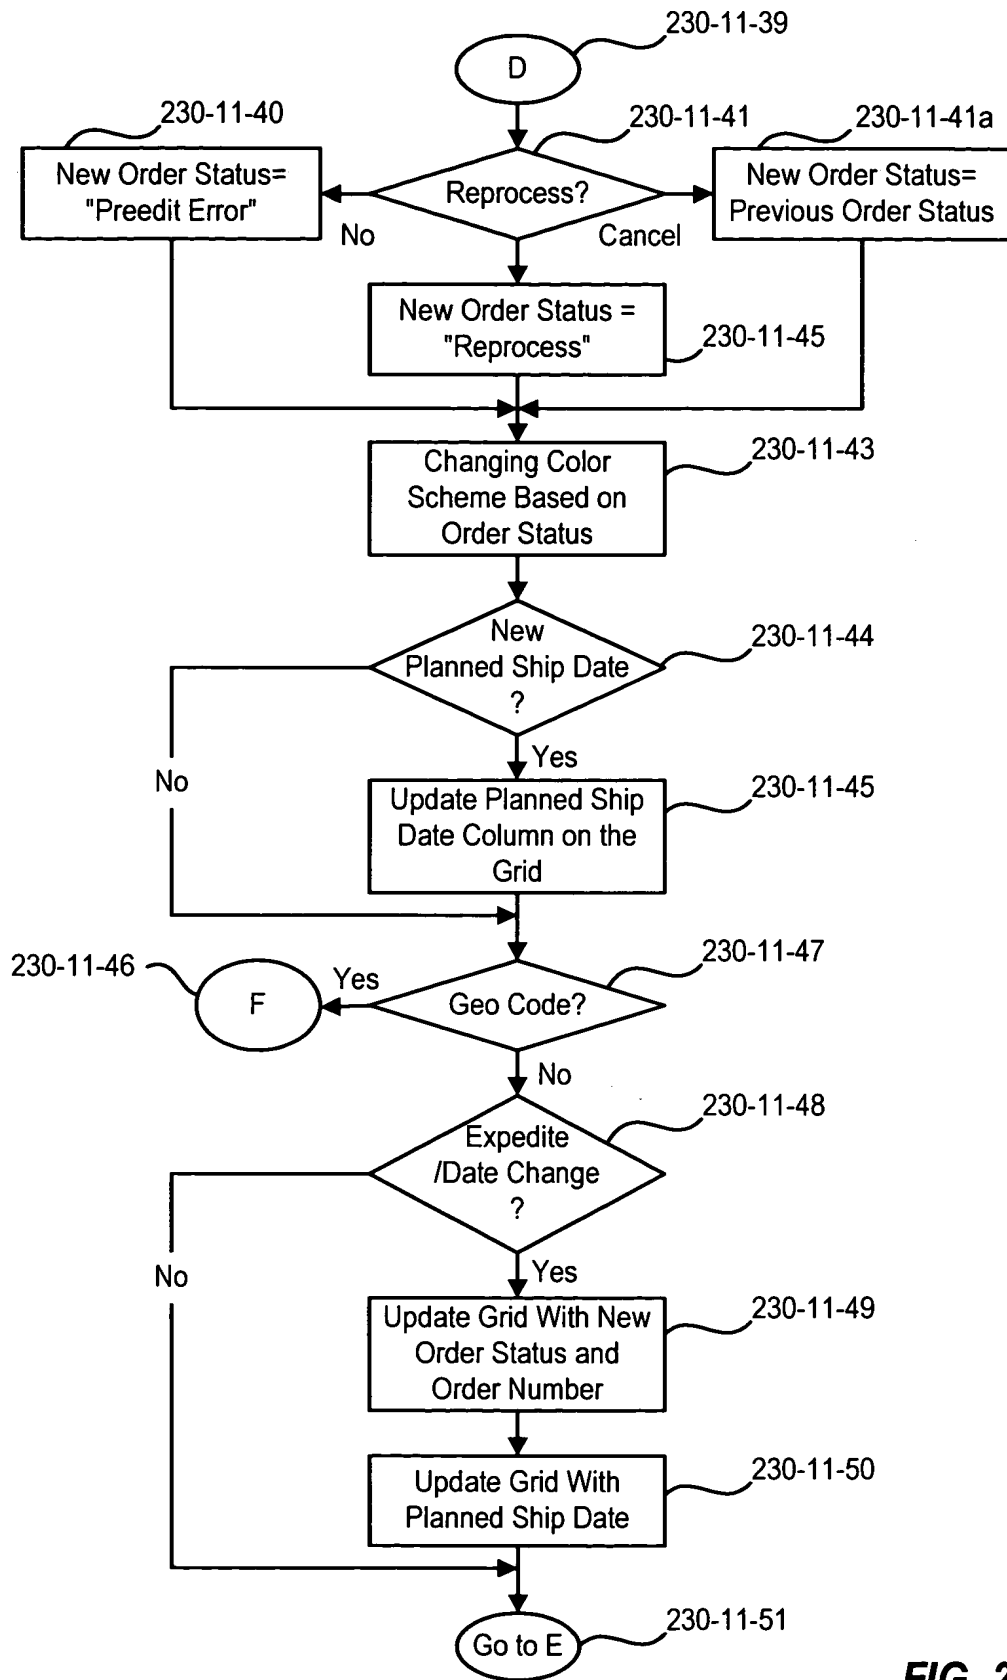 230-11-39
D
230-11-40
230-11-41
230-11-41a
New Order Status=
"Preedit Error"
Reprocess?
New Order Status=
Previous Order Status
No
Cancel
New Order Status =
"Reprocess"
230-11-45
Changing Color
Scheme Based on
Order Status
230-11-43
New
Planned Ship Date
?
230-11-44
No
Yes
Update Planned Ship
Date Column on the
Grid
230-11-45
230-11-46
F
Yes
Geo Code?
230-11-47
No
Expedite
/Date Change
?
230-11-48
No
Yes
Update Grid With New
Order Status and
Order Number
230-11-49
Update Grid With
Planned Ship Date
230-11-50
Go to E
230-11-51
FIG. 2